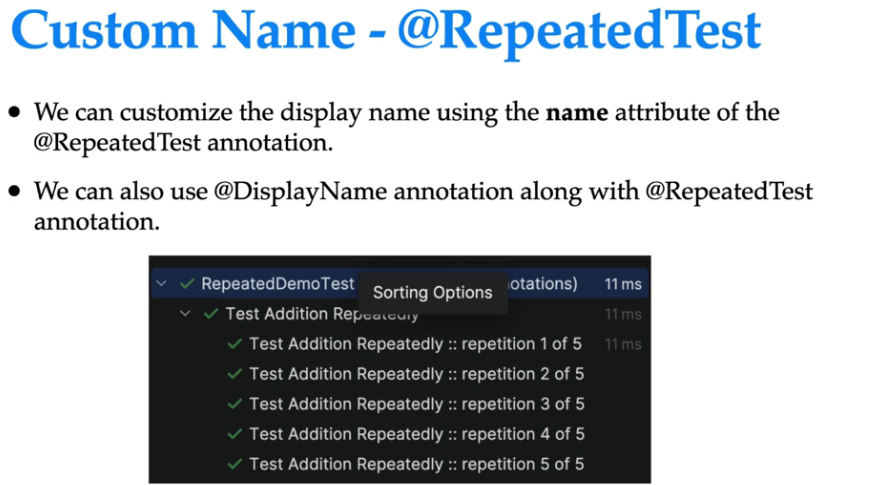 Custom Name - @RepeatedTest
• We can customize the display name using the name attribute of the
@RepeatedTest annotation.
• We can also use @DisplayName annotation along with @RepeatedTest
annotation.
RepeatedDemoTest notations) 11 ms
Sorting Options
Test Addition Repeatedly 11 ms
Test Addition Repeatedly :: repetition 1 of 5 11 ms
Test Addition Repeatedly :: repetition 2 of 5
Test Addition Repeatedly :: repetition 3 of 5
Test Addition Repeatedly :: repetition 4 of 5
Test Addition Repeatedly :: repetition 5 of 5